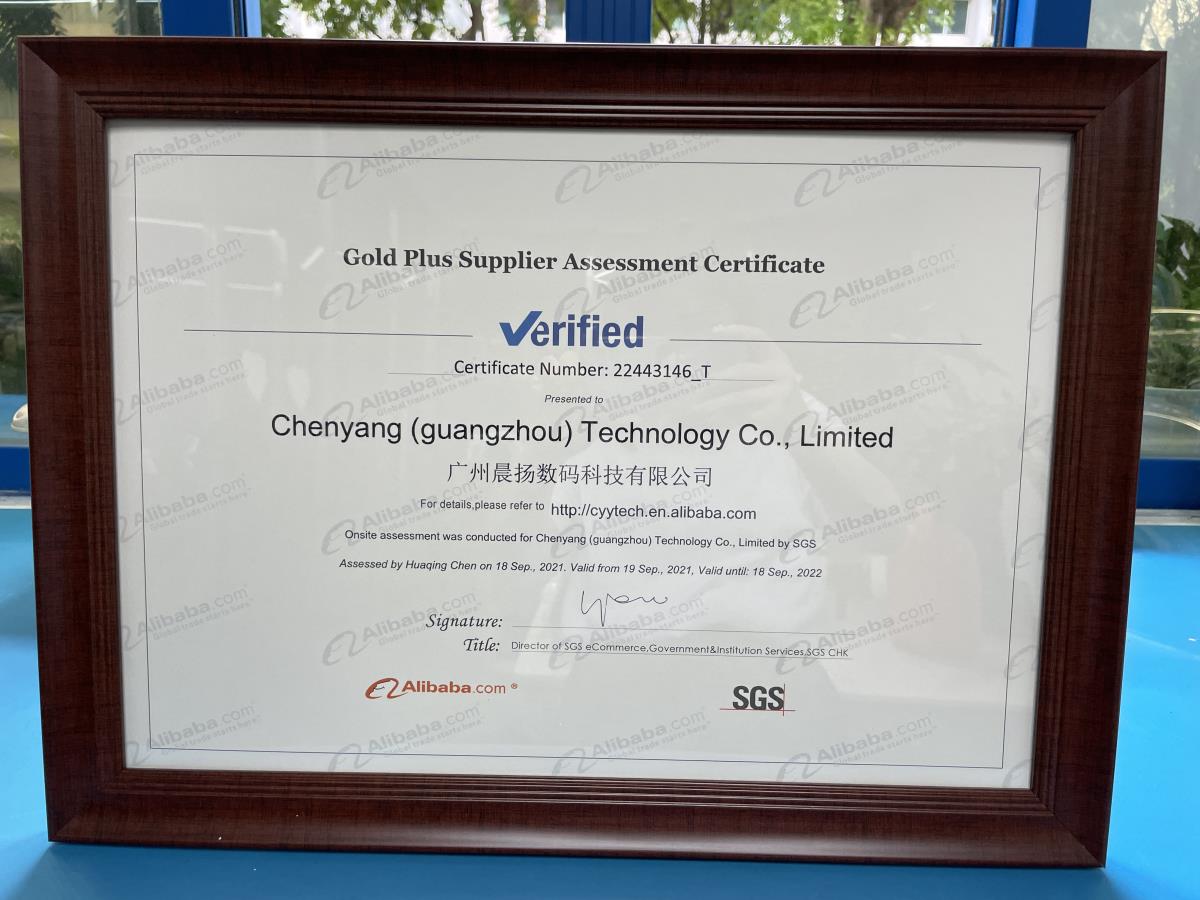 Gold Plus Supplier Assessment Certificate
Verified
Certificate Number: 22443146_T
Presented to
Chenyang (guangzhou) Technology Co., Limited
广州晨扬数码科技有限公司
For details,please refer to http://cyytech.en.alibaba.com
Onsite assessment was conducted for Chenyang (guangzhou) Technology Co., Limited by SGS
Assessed by Huaqing Chen on 18 Sep., 2021. Valid from 19 Sep., 2021, Valid until: 18 Sep., 2022
Signature:
Title: Director of SGS eCommerce,Government&Institution Services,SGS CHK
Alibaba.com ®
SGS